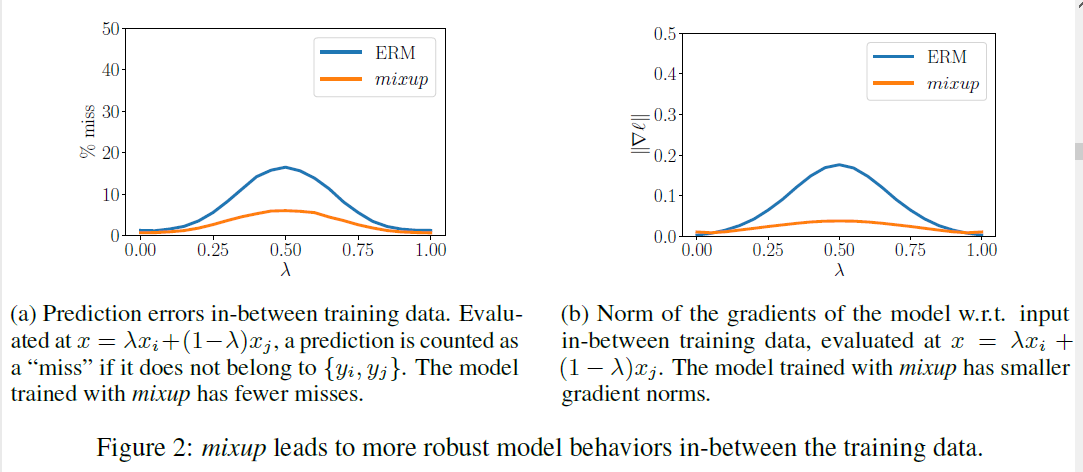 50
40
30
20
10
0
% miss
ERM
mixup
0.00 0.25 0.50 0.75 1.00
λ
0.5
0.4
0.3
0.2
0.1
0.0
‖∇ℓ‖
ERM
mixup
0.00 0.25 0.50 0.75 1.00
λ
(a) Prediction errors in-between training data. Evalu-
ated at x = λxᵢ+(1−λ)xⱼ, a prediction is counted as
a “miss” if it does not belong to {yᵢ, yⱼ}. The model
trained with mixup has fewer misses.
(b) Norm of the gradients of the model w.r.t. input
in-between training data, evaluated at x = λxᵢ +
(1 − λ)xⱼ. The model trained with mixup has smaller
gradient norms.
Figure 2: mixup leads to more robust model behaviors in-between the training data.